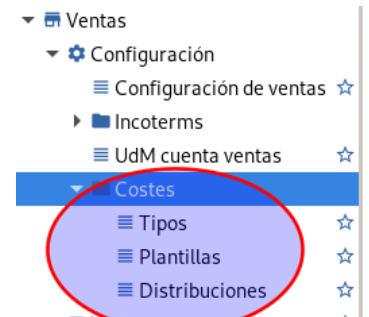 Ventas
Configuración
Configuración de ventas
Incoterms
UdM cuenta ventas
Costes
Tipos
Plantillas
Distribuciones